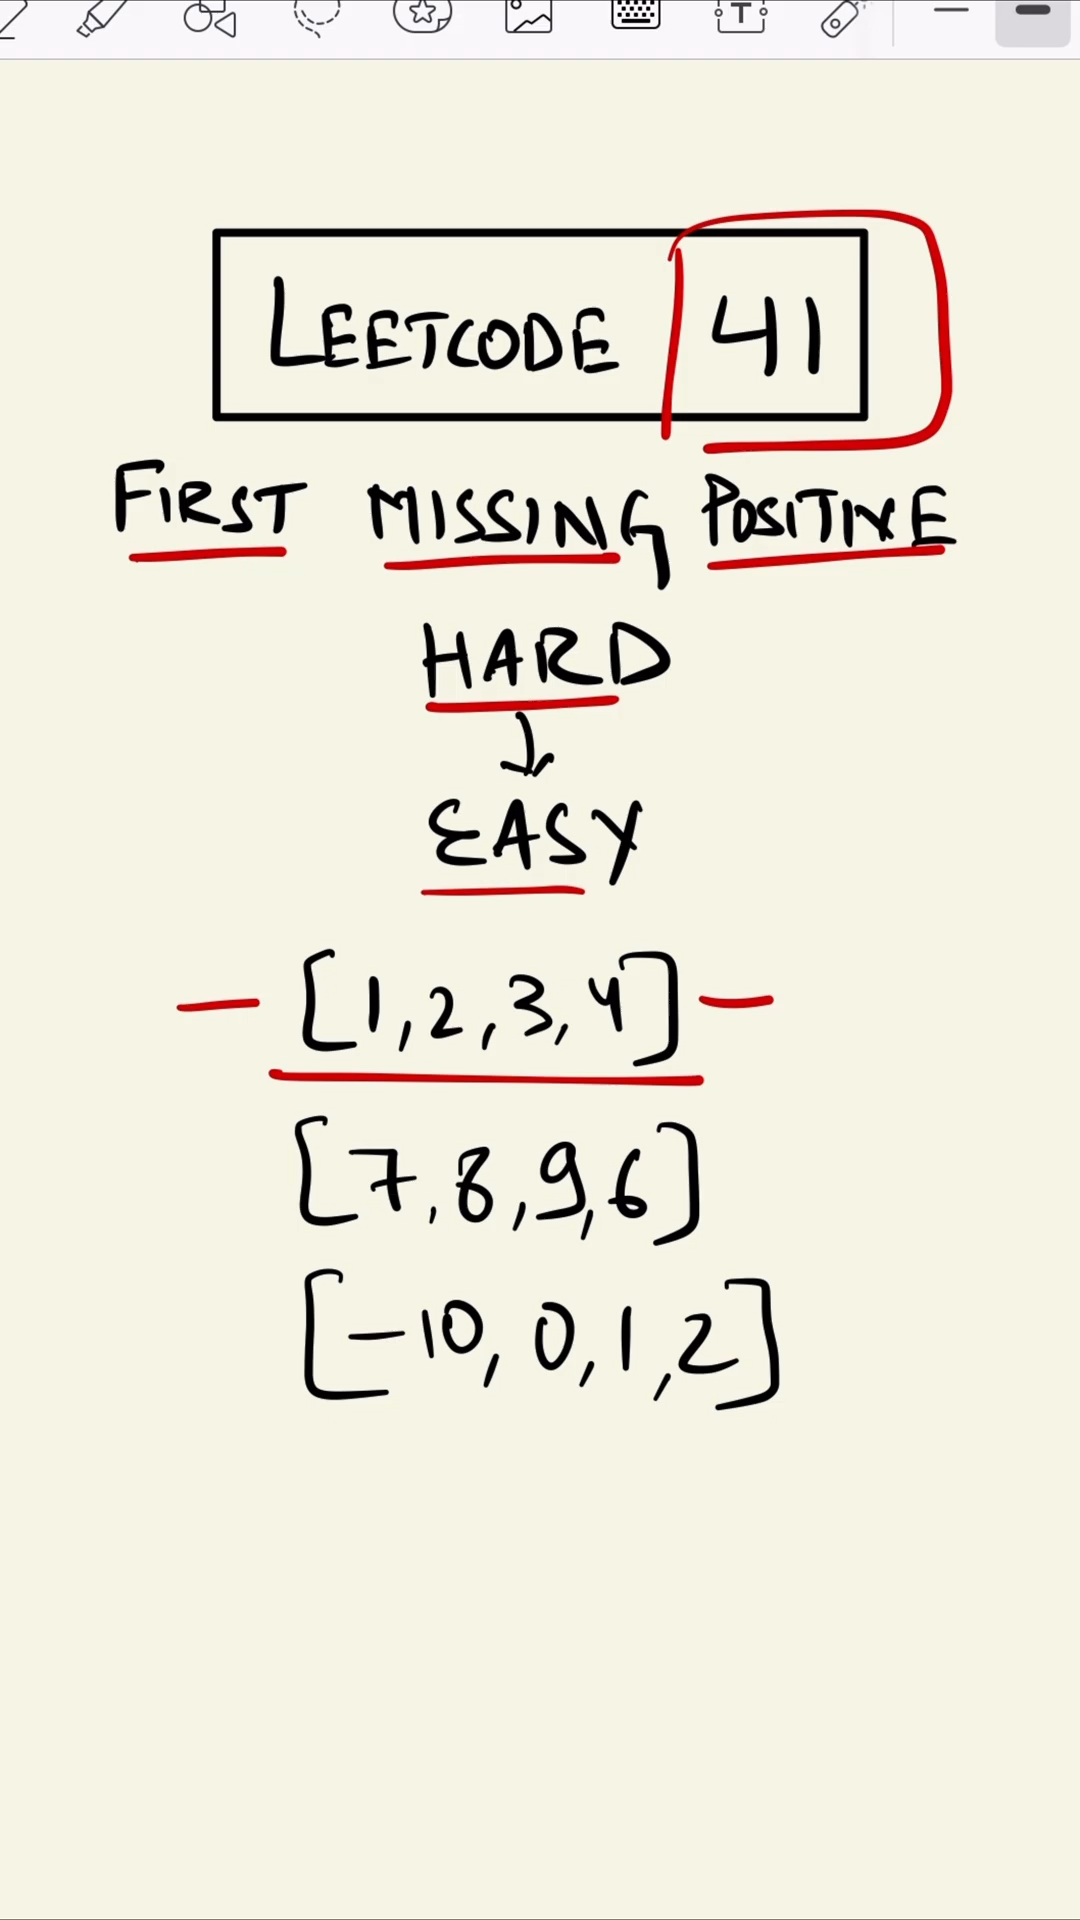 LEETCODE 41
FIRST MISSING POSITIVE
HARD
EASY
[1,2,3,4]
[7,8,9,6]
[-10,0,1,2]